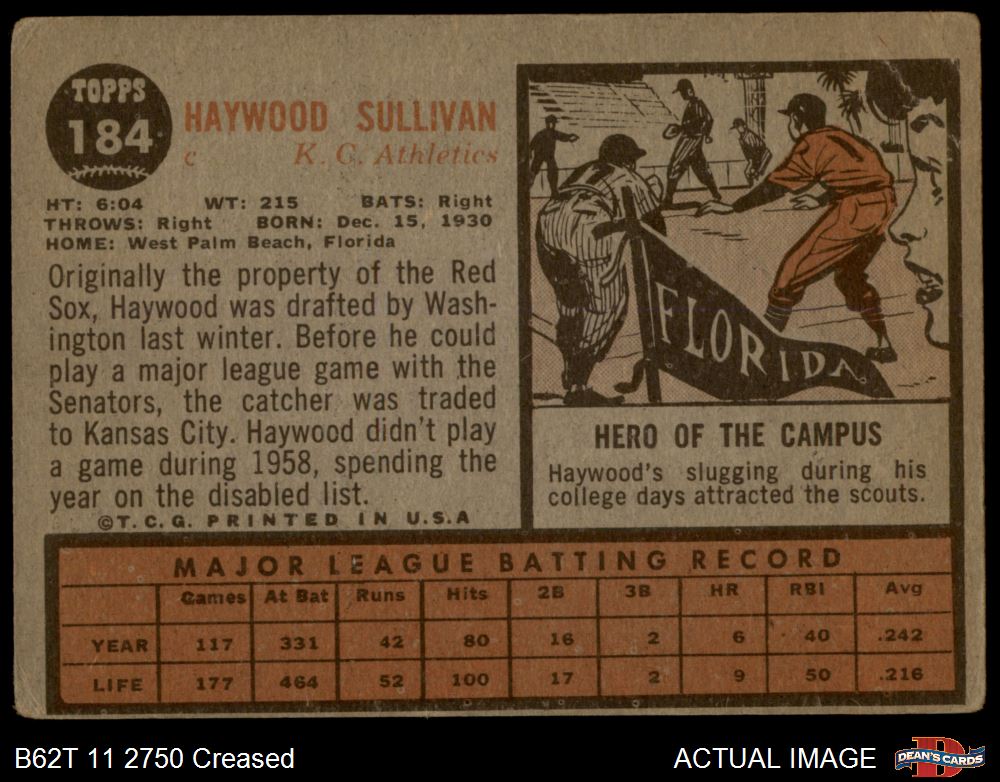 TOPPS
184
HAYWOOD SULLIVAN
C K. C. Athletics
HT: 6:04 WT: 215 BATS: Right
THROWS: Right BORN: Dec. 15, 1930
HOME: West Palm Beach, Florida
Originally the property of the Red
Sox, Haywood was drafted by Wash-
ington last winter. Before he could
play a major league game with the
Senators, the catcher was traded
to Kansas City. Haywood didn't play
a game during 1958, spending the
year on the disabled list.
©T. C. G. PRINTED IN U.S.A
FLORIDA
HERO OF THE CAMPUS
Haywood's slugging during his
college days attracted the scouts.
MAJOR LEAGUE BATTING RECORD
Games At Bat Runs Hits 2B 3B HR RBI Avg
YEAR 117 331 42 80 16 2 6 40 .242
LIFE 177 464 52 100 17 2 9 50 .216
B62T 11 2750 Creased ACTUAL IMAGE
DEAN'S CARDS